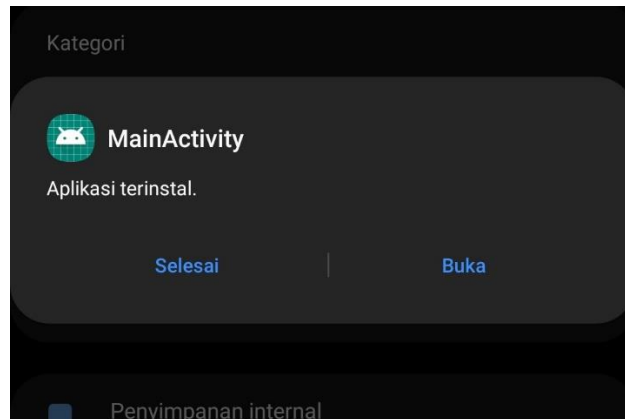 Kategori
MainActivity
Aplikasi terinstal.
Selesai
Buka
Penyimpanan internal